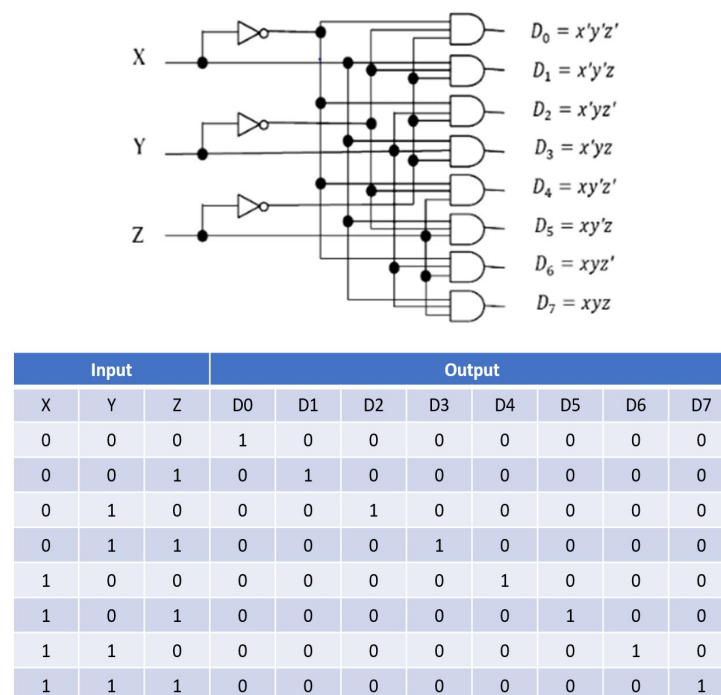 X
Y
Z
D₀ = x'y'z'
D₁ = x'y'z
D₂ = x'yz'
D₃ = x'yz
D₄ = xy'z'
D₅ = xy'z
D₆ = xyz'
D₇ = xyz
Input Output
X Y Z D0 D1 D2 D3 D4 D5 D6 D7
0 0 0 1 0 0 0 0 0 0 0
0 0 1 0 1 0 0 0 0 0 0
0 1 0 0 0 1 0 0 0 0 0
0 1 1 0 0 0 1 0 0 0 0
1 0 0 0 0 0 0 1 0 0 0
1 0 1 0 0 0 0 0 1 0 0
1 1 0 0 0 0 0 0 0 1 0
1 1 1 0 0 0 0 0 0 0 1